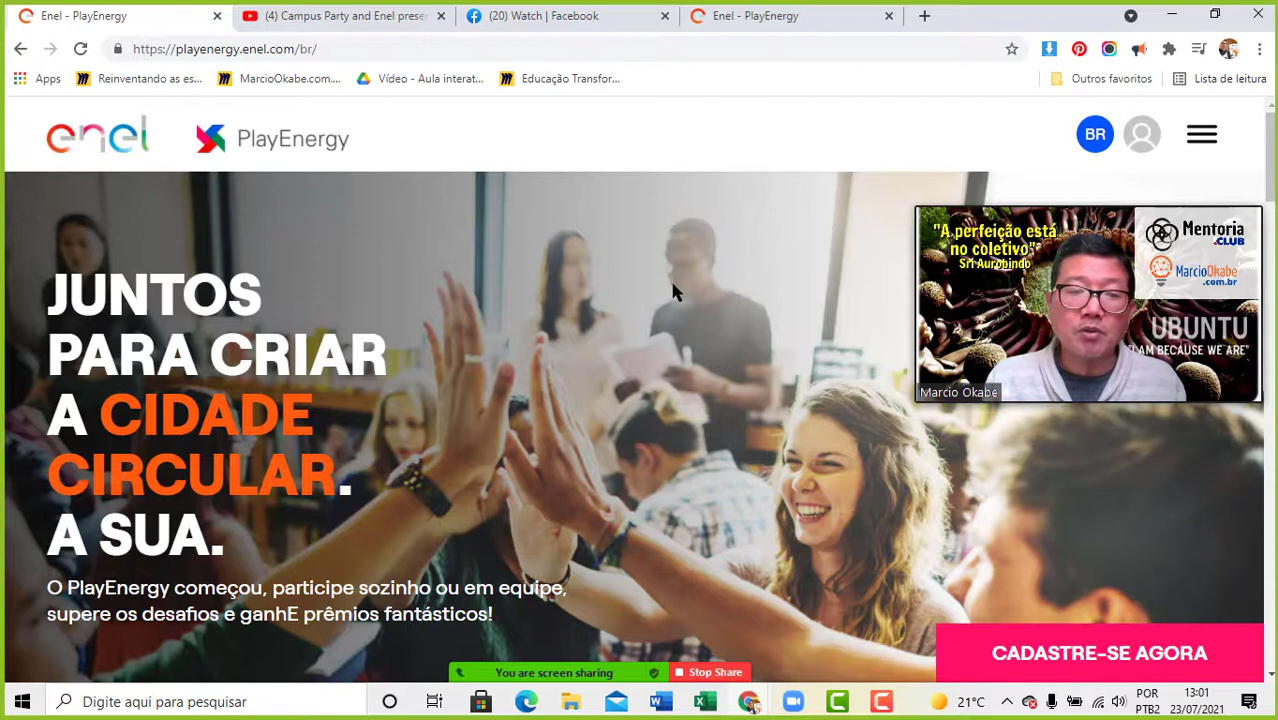 Enel - PlayEnergy
(4) Campus Party and Enel prese
(20) Watch | Facebook
Enel - PlayEnergy
https://playenergy.enel.com/br/
Apps
Reinventando as es...
MarcioOkabe.com....
Vídeo - Aula interat...
Educação Transfor...
Outros favoritos
Lista de leitura
enel
PlayEnergy
BR
"A perfeição está
no coletivo"
Sri Aurobindo
Mentoria
.CLUB
MarcioOkabe
.com.br
UBUNTU
AM BECAUSE WE ARE"
Marcio Okabe
JUNTOS
PARA CRIAR
A CIDADE
CIRCULAR.
A SUA.
O PlayEnergy começou, participe sozinho ou em equipe,
supere os desafios e ganhE prêmios fantásticos!
CADASTRE-SE AGORA
You are screen sharing
Stop Share
Digite aqui para pesquisar
21°C
POR
PTB2
13:01
23/07/2021